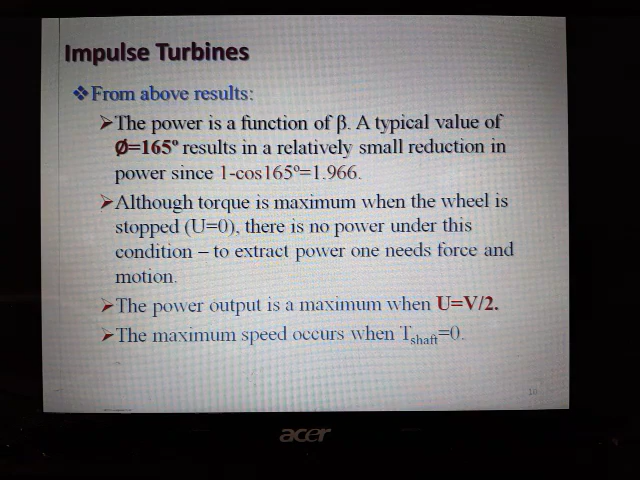 Impulse Turbines
❖From above results:
➢The power is a function of β. A typical value of
Ø=165º results in a relatively small reduction in
power since 1-cos165º=1.966.
➢Although torque is maximum when the wheel is
stopped (U=0), there is no power under this
condition – to extract power one needs force and
motion.
➢The power output is a maximum when U=V/2.
➢The maximum speed occurs when Tshaft=0.
10
acer